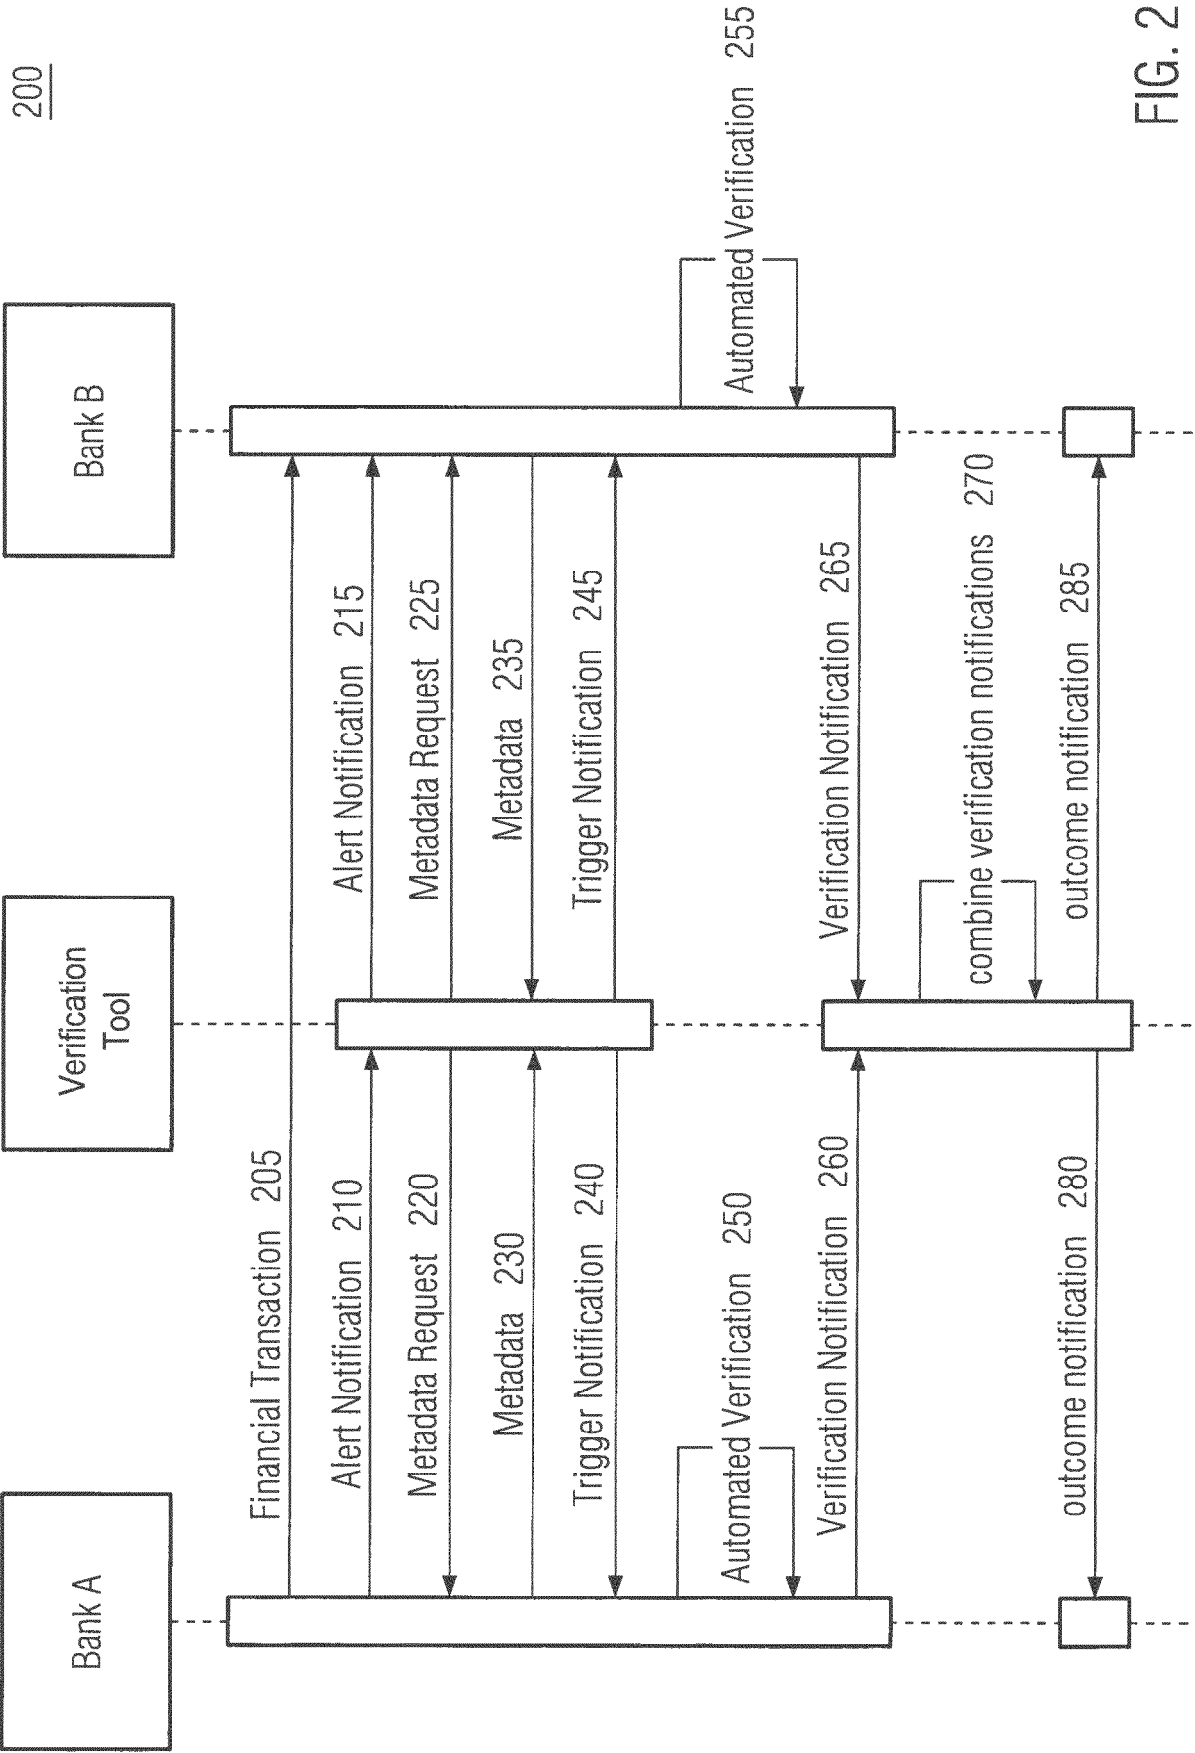 200
Bank A
Verification
Tool
Bank B
Financial Transaction 205
Alert Notification 210
Alert Notification 215
Metadata Request 220
Metadata Request 225
Metadata 230
Metadata 235
Trigger Notification 240
Trigger Notification 245
Automated Verification 250
Automated Verification 255
Verification Notification 260
Verification Notification 265
combine verification notifications 270
outcome notification 280
outcome notification 285
FIG. 2